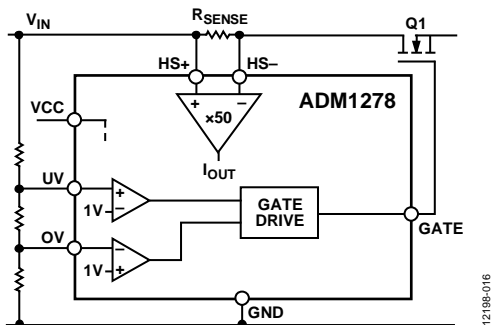 VIN
RSENSE
Q1
HS+
HS–
ADM1278
VCC
+
–
×50
IOUT
UV
+
–
1V
GATE
DRIVE
OV
–
+
1V
GATE
GND
12198-016